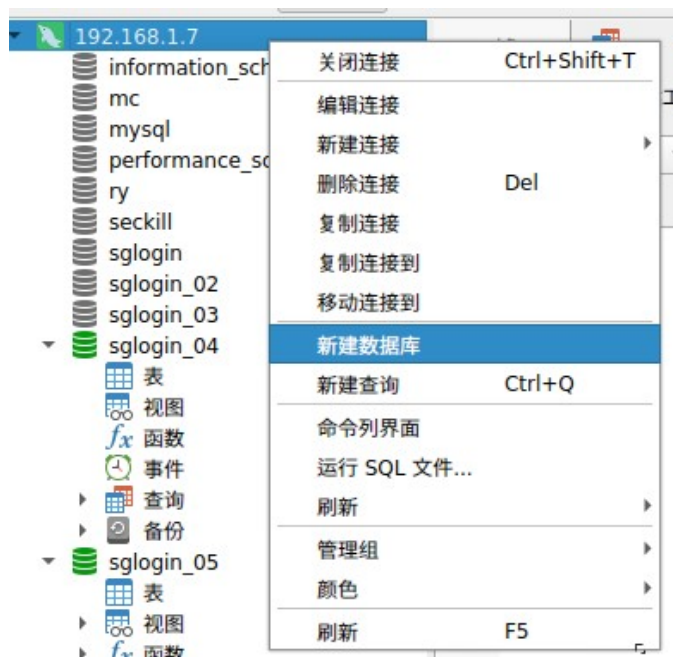 192.168.1.7
information_sch
mc
mysql
performance_sc
ry
seckill
sglogin
sglogin_02
sglogin_03
sglogin_04
表
视图
函数
事件
查询
备份
sglogin_05
表
视图
函数
关闭连接 Ctrl+Shift+T
编辑连接
新建连接
删除连接 Del
复制连接
复制连接到
移动连接到
新建数据库
新建查询 Ctrl+Q
命令列界面
运行 SQL 文件...
刷新
管理组
颜色
刷新 F5